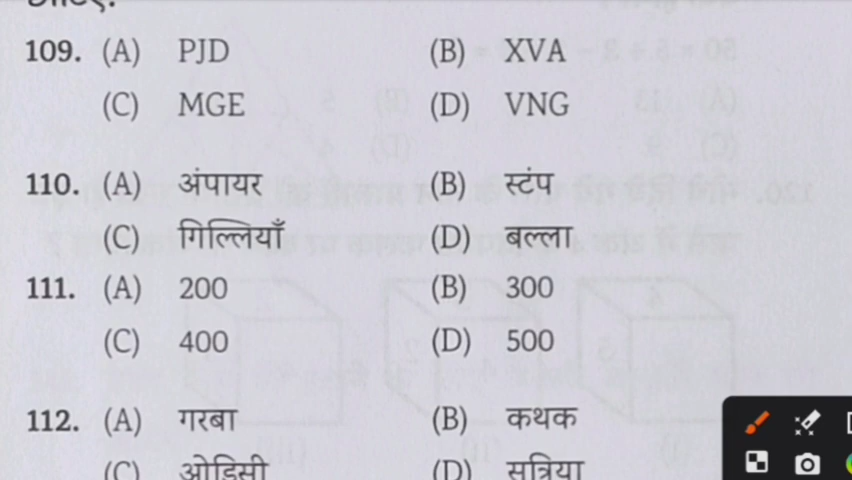 109. (A) PJD (B) XVA
(C) MGE (D) VNG
110. (A) अंपायर (B) स्टंप
(C) गिल्लियाँ (D) बल्ला
111. (A) 200 (B) 300
(C) 400 (D) 500
112. (A) गरबा (B) कथक
(C) ओडिसी (D) सत्रिया